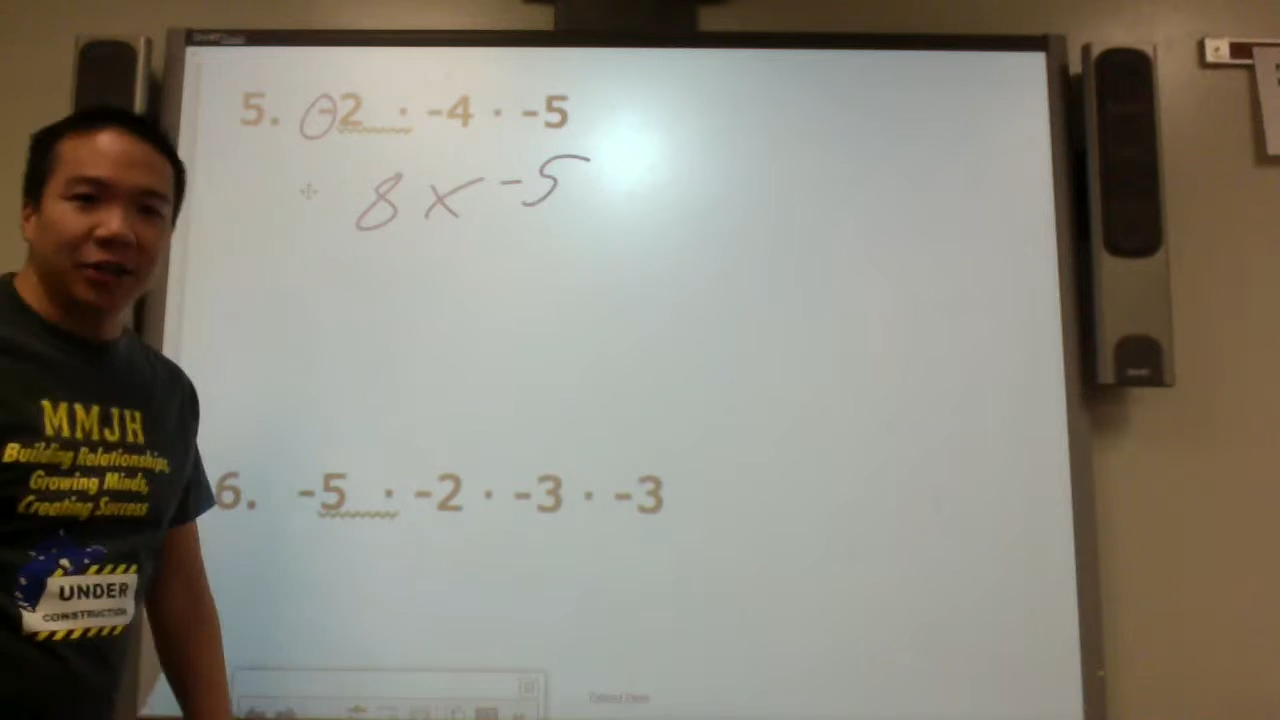 5. -2 · -4 · -5
8 x -5
6. -5 · -2 · -3 · -3
MMJH
Building Relationships,
Growing Minds,
Creating Success
UNDER
CONSTRUCTION